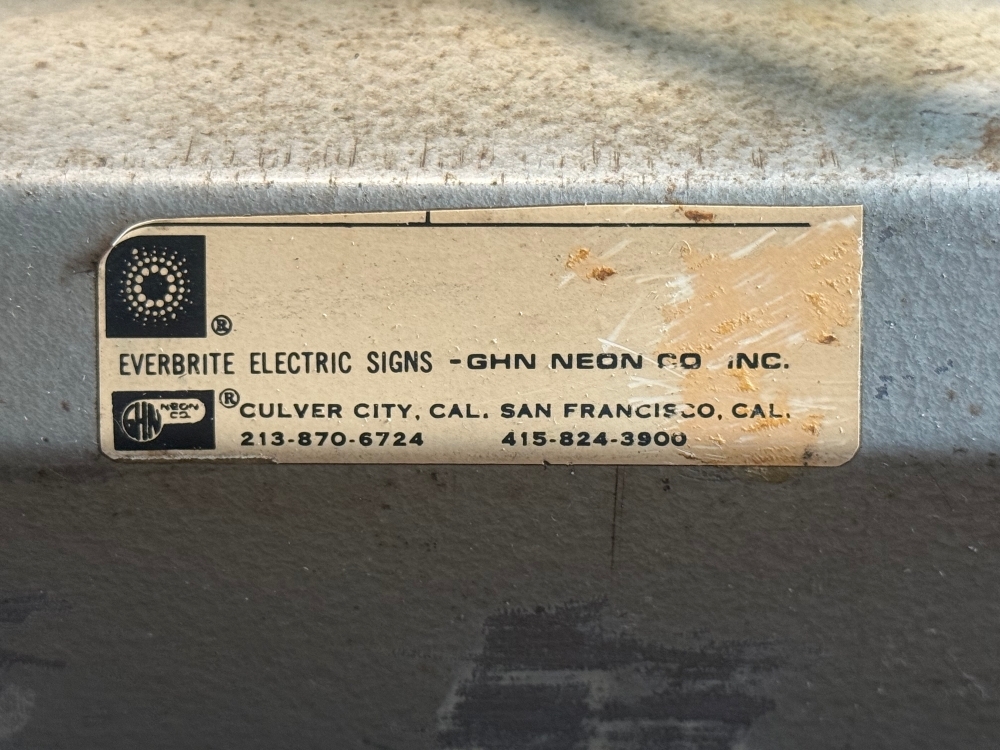 ®
EVERBRITE ELECTRIC SIGNS - GHN NEON CO INC.
GHN NEON CO. ®
CULVER CITY, CAL. SAN FRANCISCO, CAL.
213-870-6724 415-824-3900